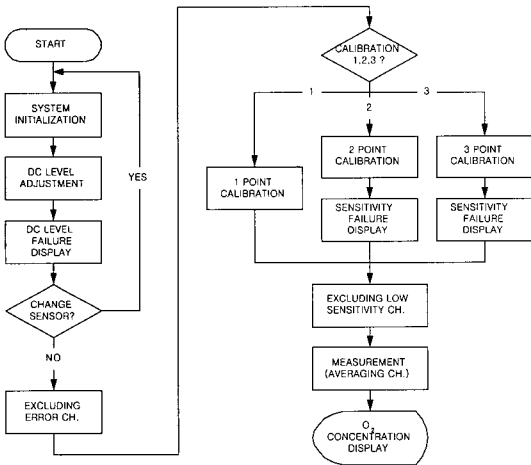 START
SYSTEM
INITIALIZATION
DC LEVEL
ADJUSTMENT
YES
DC LEVEL
FAILURE
DISPLAY
CHANGE
SENSOR?
NO
EXCLUDING
ERROR CH.
CALIBRATION
1,2,3 ?
1
2
3
1 POINT
CALIBRATION
2 POINT
CALIBRATION
3 POINT
CALIBRATION
SENSITIVITY
FAILURE
DISPLAY
SENSITIVITY
FAILURE
DISPLAY
EXCLUDING LOW
SENSITIVITY CH.
MEASUREMENT
(AVERAGING CH.)
O2
CONCENTRATION
DISPLAY